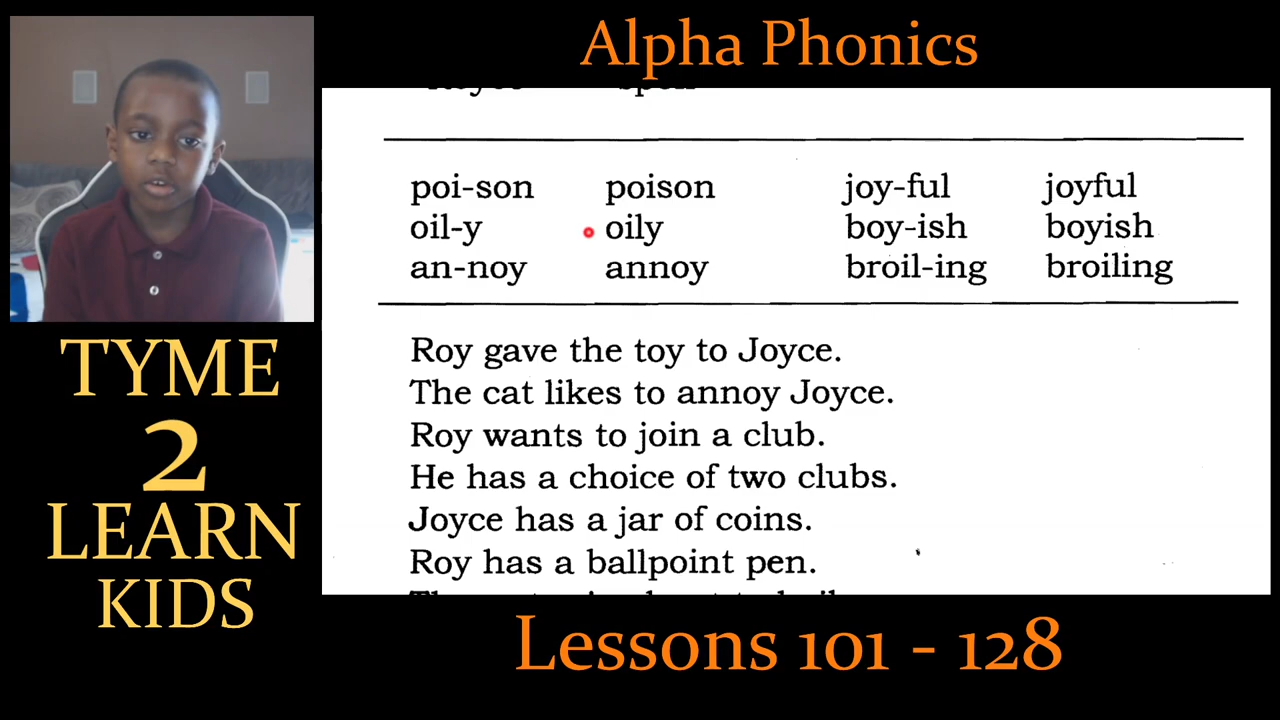 Alpha Phonics
poi-son poison joy-ful joyful
oil-y oily boy-ish boyish
an-noy annoy broil-ing broiling
Roy gave the toy to Joyce.
The cat likes to annoy Joyce.
Roy wants to join a club.
He has a choice of two clubs.
Joyce has a jar of coins.
Roy has a ballpoint pen.
TYME
2
LEARN
KIDS
Lessons 101 - 128